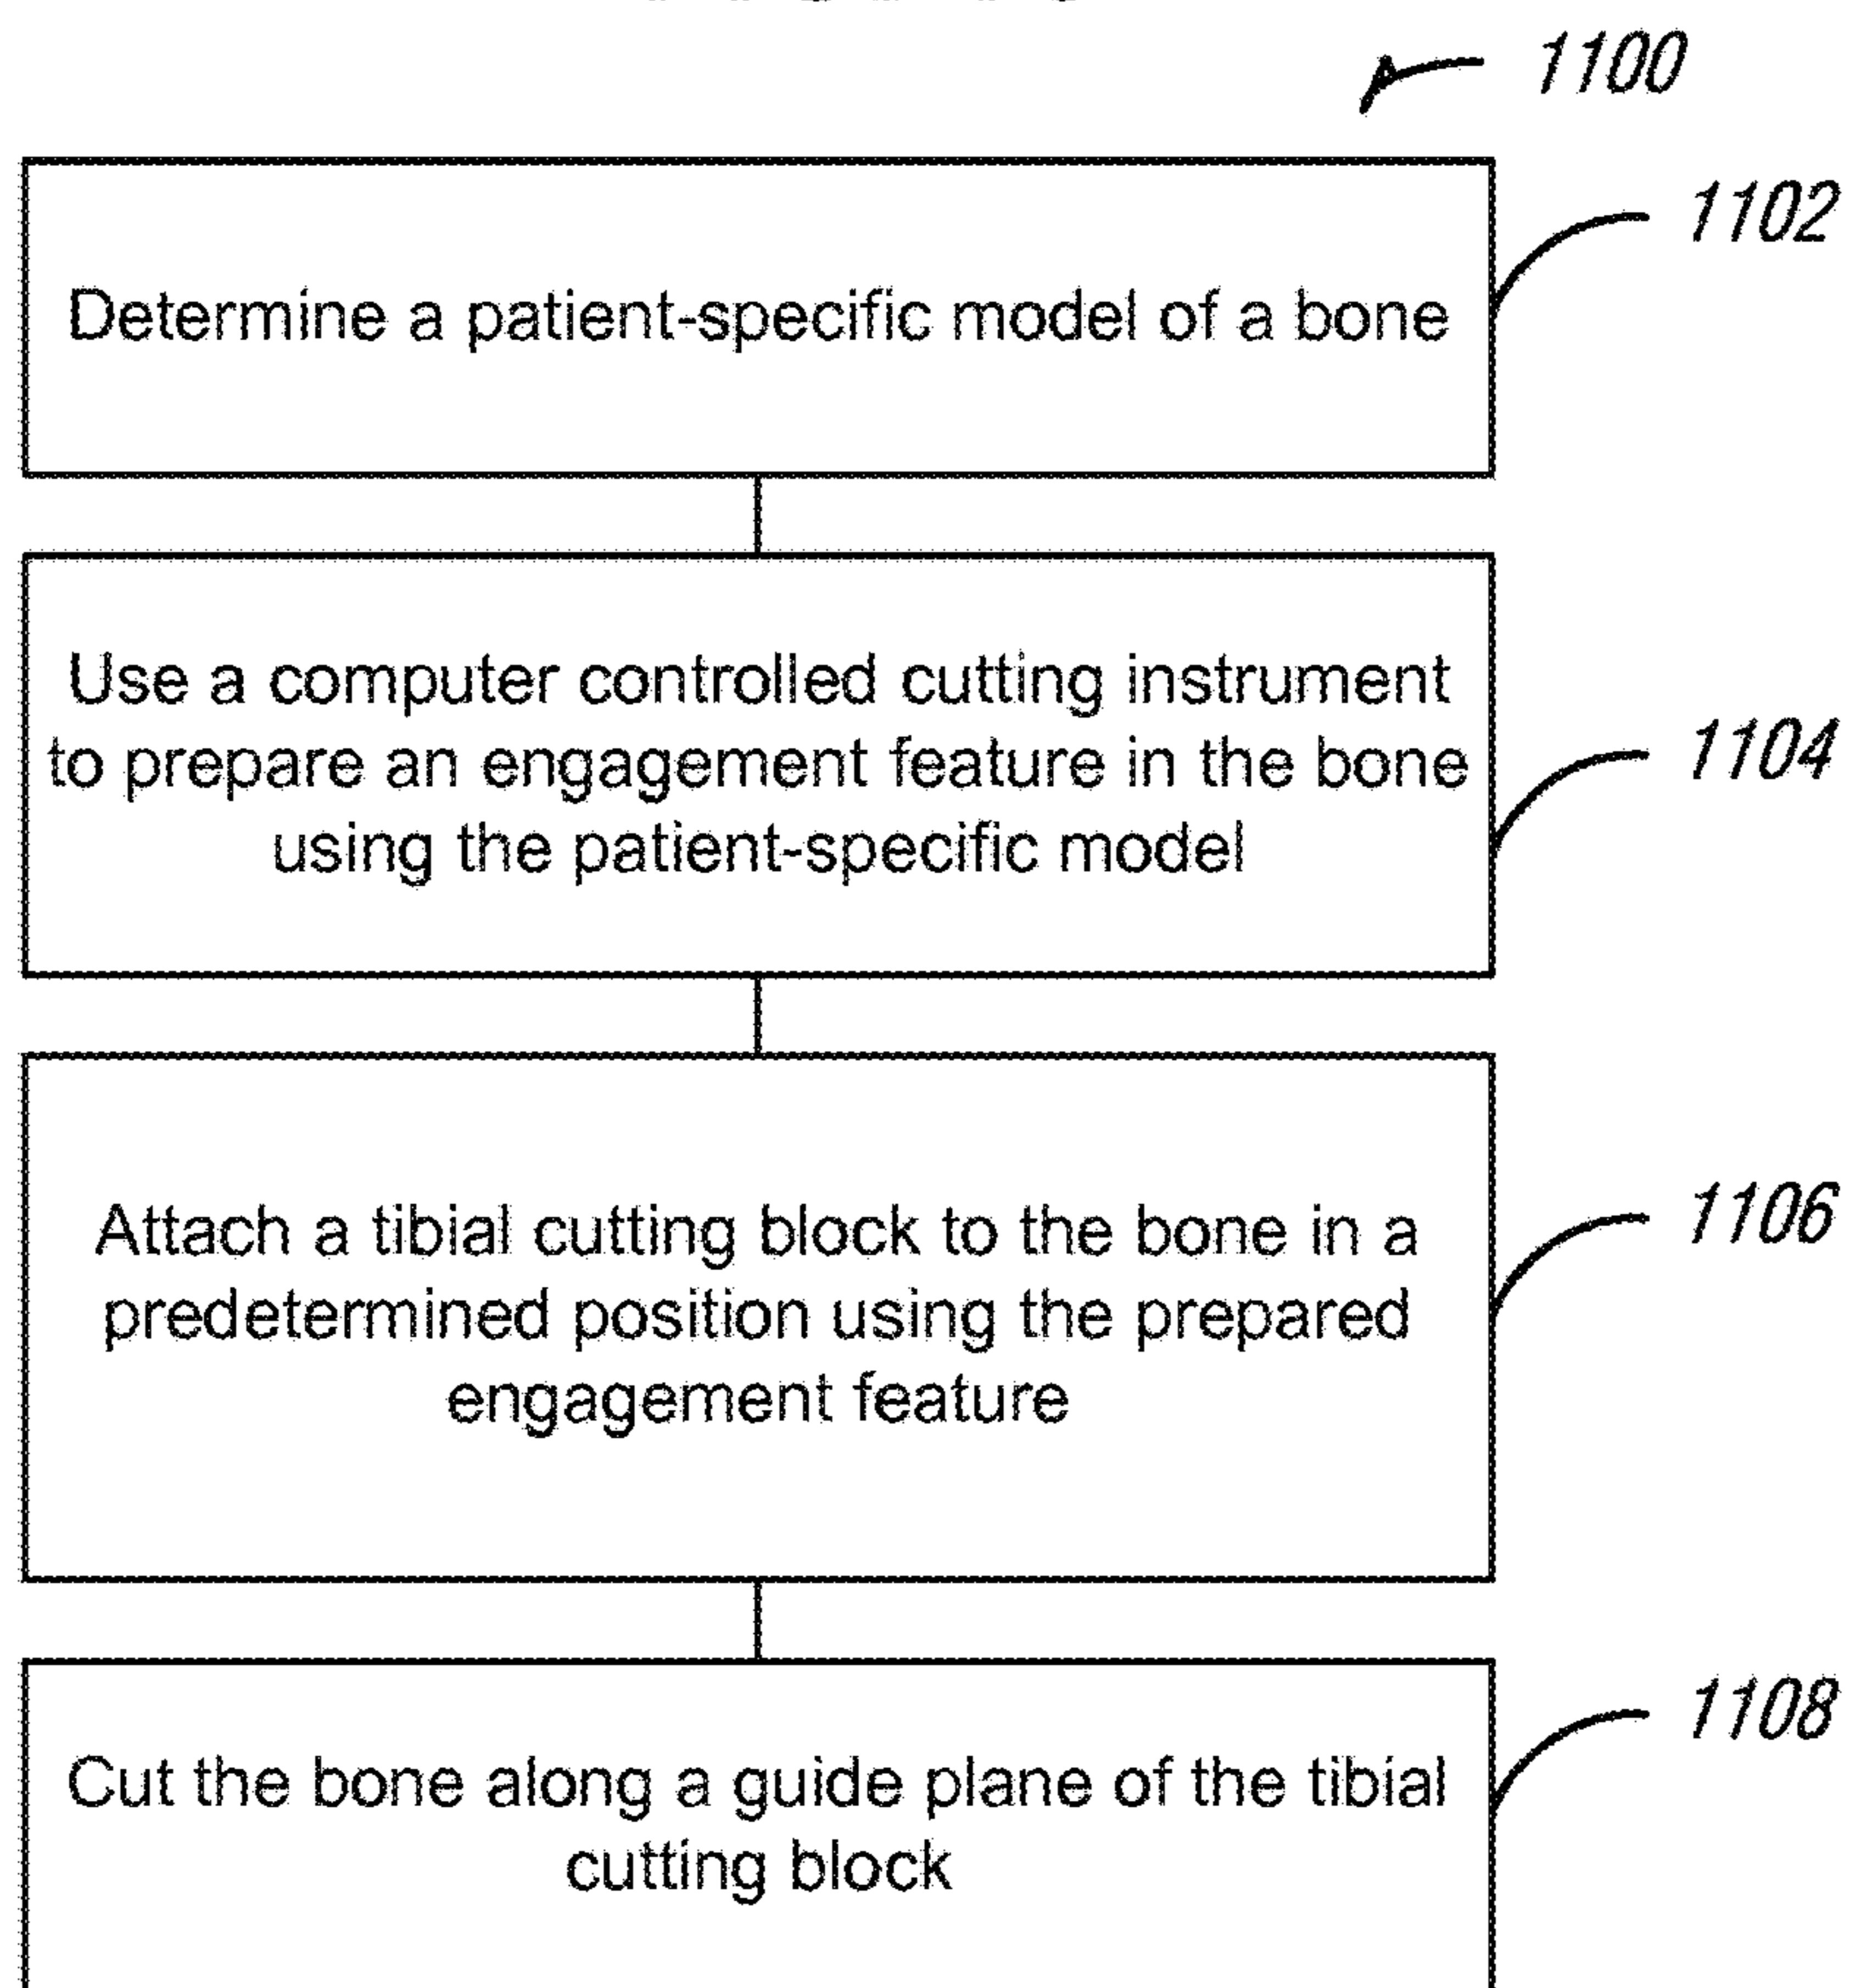 1100
1102
Determine a patient-specific model of a bone
Use a computer controlled cutting instrument
to prepare an engagement feature in the bone
using the patient-specific model
1104
Attach a tibial cutting block to the bone in a
predetermined position using the prepared
engagement feature
1106
Cut the bone along a guide plane of the tibial
cutting block
1108